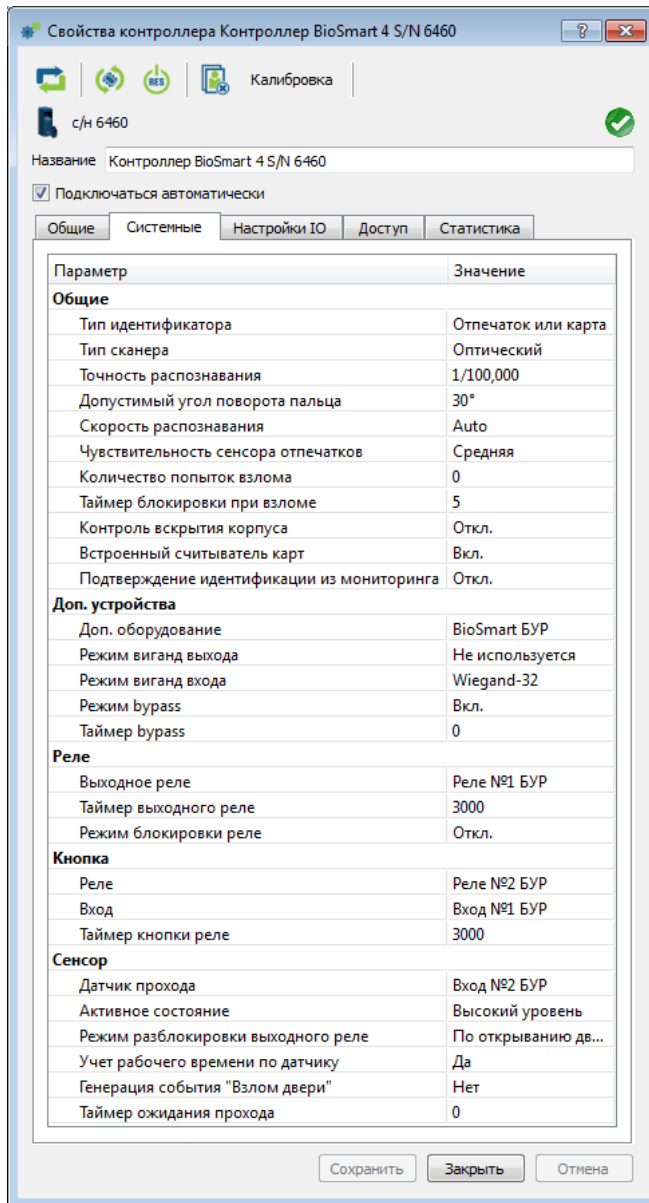 Свойства контроллера Контроллер BioSmart 4 S/N 6460
RES Калибровка
с/н 6460
Название Контроллер BioSmart 4 S/N 6460
Подключаться автоматически
Общие Системные Настройки IO Доступ Статистика
Параметр Значение
Общие
Тип идентификатора Отпечаток или карта
Тип сканера Оптический
Точность распознавания 1/100,000
Допустимый угол поворота пальца 30°
Скорость распознавания Auto
Чувствительность сенсора отпечатков Средняя
Количество попыток взлома 0
Таймер блокировки при взломе 5
Контроль вскрытия корпуса Откл.
Встроенный считыватель карт Вкл.
Подтверждение идентификации из мониторинга Откл.
Доп. устройства
Доп. оборудование BioSmart БУР
Режим виганд выхода Не используется
Режим виганд входа Wiegand-32
Режим bypass Вкл.
Таймер bypass 0
Реле
Выходное реле Реле №1 БУР
Таймер выходного реле 3000
Режим блокировки реле Откл.
Кнопка
Реле Реле №2 БУР
Вход Вход №1 БУР
Таймер кнопки реле 3000
Сенсор
Датчик прохода Вход №2 БУР
Активное состояние Высокий уровень
Режим разблокировки выходного реле По открыванию дв...
Учет рабочего времени по датчику Да
Генерация события "Взлом двери" Нет
Таймер ожидания прохода 0
Сохранить Закрыть Отмена